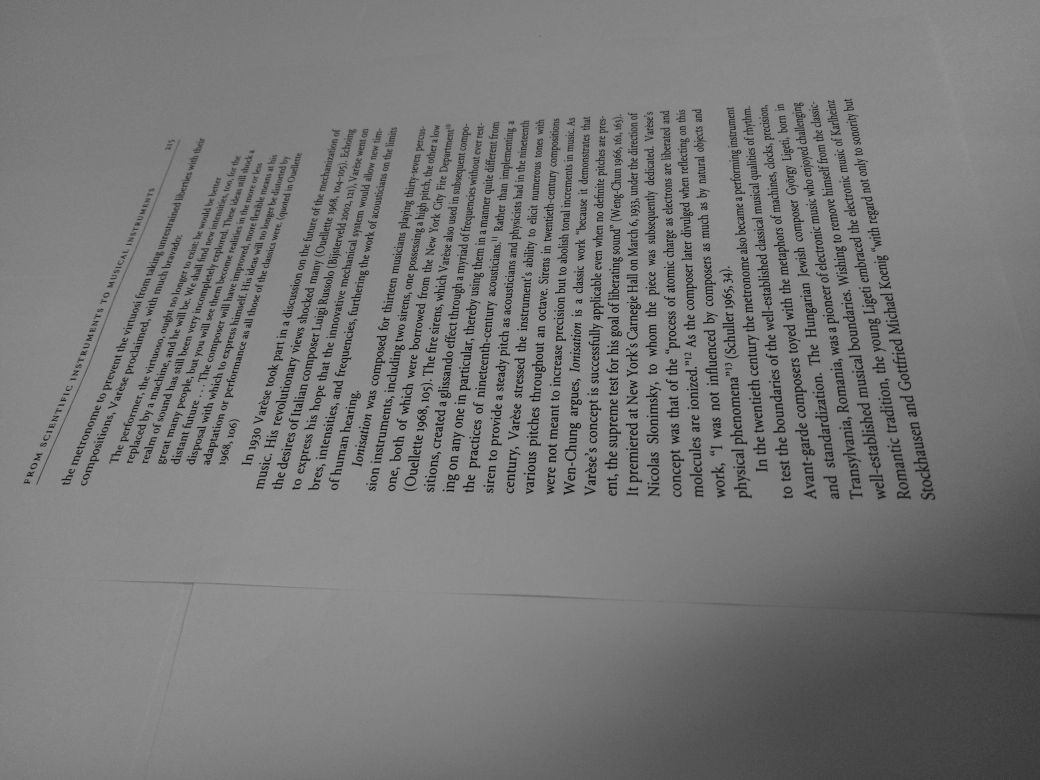 FROM SCIENTIFIC INSTRUMENTS TO MUSICAL INSTRUMENTS 215
the metronome to prevent the virtuosi from taking unrestrained liberties with their
compositions, Varèse proclaimed, with much bravado,
The performer, the virtuoso, ought no longer to exist: he would be better
replaced by a machine, and he will be. We shall find new intensities, too, for the
realm of sound has still been very incompletely explored. These ideas still shock a
great many people, but you will see them become realities in the more or less
distant future. . . . The composer will have improved, more flexible means at his
disposal with which to express himself. His ideas will no longer be distorted by
adaptation or performance as all those of the classics were. (quoted in Ouellette
1968, 106)
In 1930 Varèse took part in a discussion on the future of the mechanization of
music. His revolutionary views shocked many (Ouellette 1968, 104–105). Echoing
the desires of Italian composer Luigi Russolo (Bijsterveld 2002, 121), Varèse went on
to express his hope that the innovative mechanical system would allow new tim-
bres, intensities, and frequencies, furthering the work of acousticians on the limits
of human hearing.
Ionisation was composed for thirteen musicians playing thirty-seven percus-
sion instruments, including two sirens, one possessing a high pitch, the other a low
one, both of which were borrowed from the New York City Fire Department¹⁰
(Ouellette 1968, 105). The fire sirens, which Varèse also used in subsequent compo-
sitions, created a glissando effect through a myriad of frequencies without ever rest-
ing on any one in particular, thereby using them in a manner quite different from
the practices of nineteenth-century acousticians.¹¹ Rather than implementing a
siren to provide a steady pitch as acousticians and physicists had in the nineteenth
century, Varèse stressed the instrument's ability to elicit numerous tones with
various pitches throughout an octave. Sirens in twentieth-century compositions
were not meant to increase precision but to abolish tonal increments in music. As
Wen-Chung argues, Ionisation is a classic work "because it demonstrates that
Varèse's concept is successfully applicable even when no definite pitches are pres-
ent, the supreme test for his goal of liberating sound" (Weng-Chun 1966, 161, 163).
It premiered at New York's Carnegie Hall on March 6, 1933, under the direction of
Nicolas Slonimsky, to whom the piece was subsequently dedicated. Varèse's
concept was that of the "process of atomic charge as electrons are liberated and
molecules are ionized."¹² As the composer later divulged when reflecting on this
work, "I was not influenced by composers as much as by natural objects and
physical phenomena"¹³ (Schuller 1965, 34).
In the twentieth century the metronome also became a performing instrument
to test the boundaries of the well-established classical musical qualities of rhythm.
Avant-garde composers toyed with the metaphors of machines, clocks, precision,
and standardization. The Hungarian Jewish composer György Ligeti, born in
Transylvania, Romania, was a pioneer of electronic music who enjoyed challenging
well-established musical boundaries. Wishing to remove himself from the classic-
Romantic tradition, the young Ligeti embraced the electronic music of Karlheinz
Stockhausen and Gottfried Michael Koenig "with regard not only to sonority but